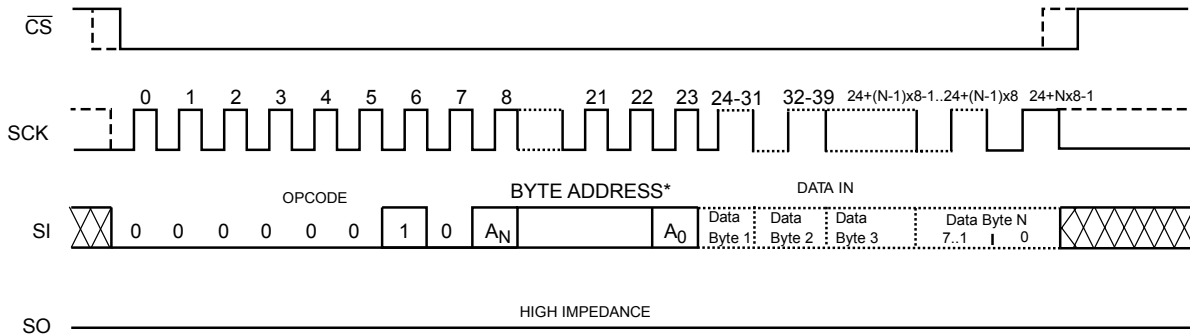 CS
0 1 2 3 4 5 6 7 8 21 22 23 24-31 32-39 24+(N-1)x8-1..24+(N-1)x8 24+Nx8-1
SCK
OPCODE BYTE ADDRESS* DATA IN
SI 0 0 0 0 0 0 1 0 AN A0 Data Byte 1 Data Byte 2 Data Byte 3 Data Byte N 7..1 0
HIGH IMPEDANCE
SO